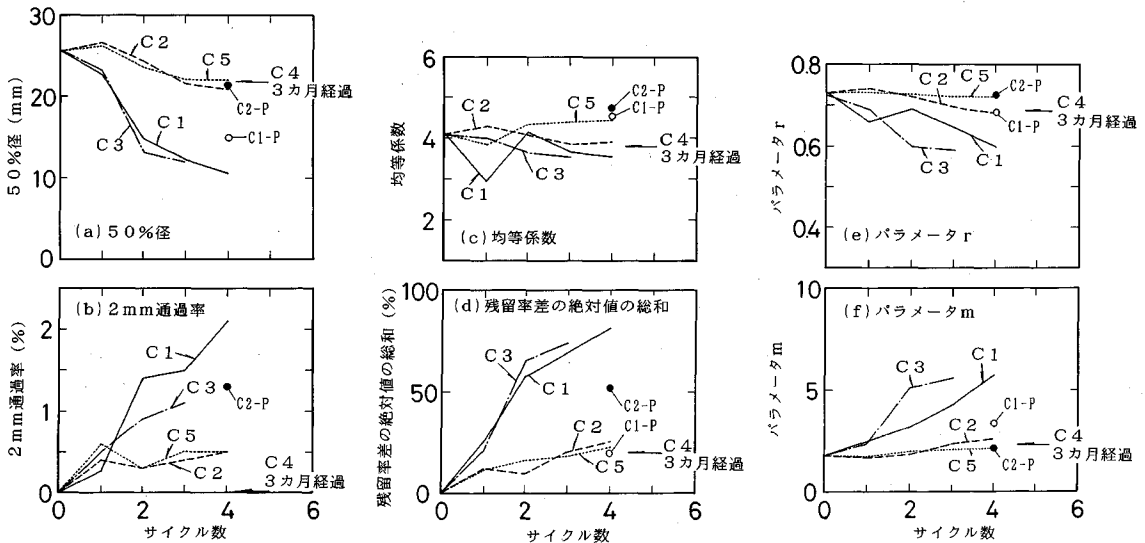 30
20
10
0
50%径 (mm)
C2
C5
C4
3カ月経過
C2-P
C1-P
C1
C3
(a) 50%径
2
1
0
2mm通過率 (%)
(b) 2mm通過率
C1
C3
C2-P
C5
C2
C4
3カ月経過
0
2
4
6
サイクル数
6
4
2
均等係数
C2
C5
C2-P
C1-P
C4
3カ月経過
C1
C3
(c) 均等係数
100
50
0
残留率差の絶対値の総和 (%)
(d) 残留率差の絶対値の総和
C3
C1
C2-P
C1-P
C2
C5
C4
3カ月経過
0
2
4
6
サイクル数
0.8
0.6
0.4
パラメータr
C5
C2
C2-P
C4
C1-P
3カ月経過
C1
C3
(e) パラメータr
10
5
0
パラメータm
(f) パラメータm
C3
C1
C1-P
C2
C4
3カ月経過
C5
C2-P
0
2
4
6
サイクル数